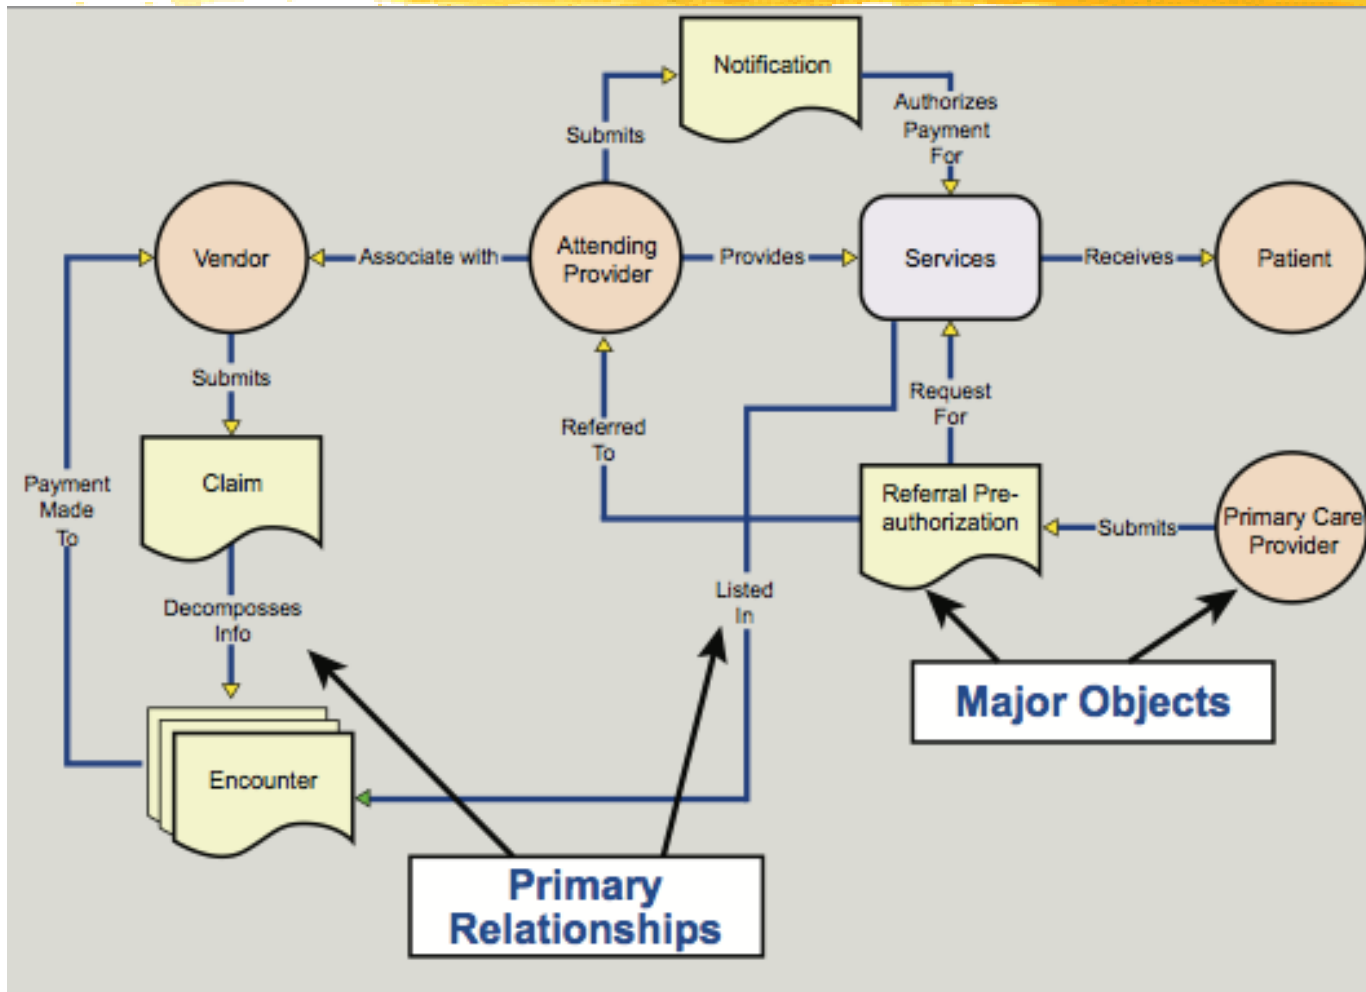 Notification
Authorizes
Payment
For
Submits
Vendor
Associate with
Attending
Provider
Provides
Services
Receives
Patient
Submits
Referred
To
Request
For
Payment
Made
To
Claim
Referral Pre-
authorization
Submits
Primary Care
Provider
Decomposses
Info
Listed
In
Major Objects
Encounter
Primary
Relationships